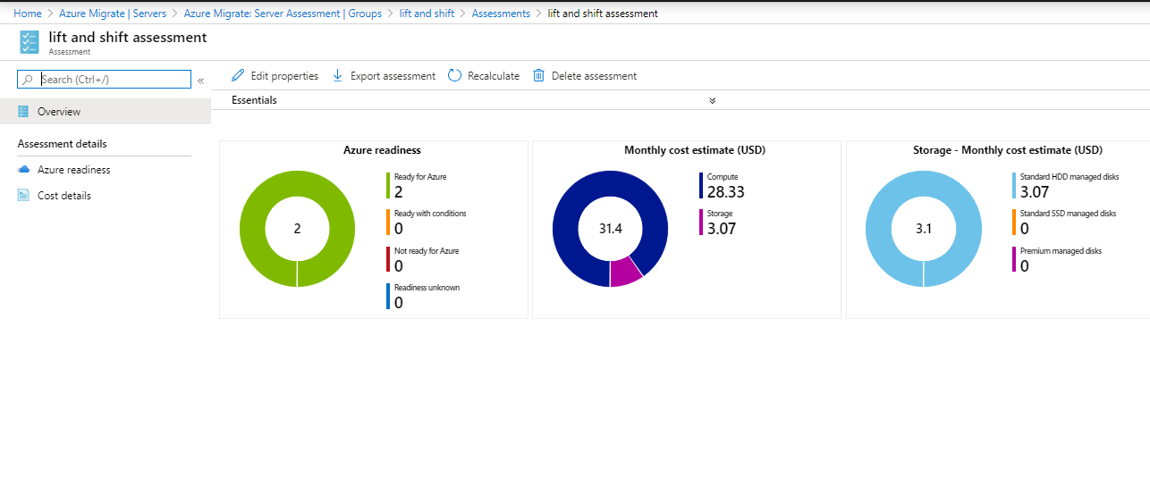 Home > Azure Migrate | Servers > Azure Migrate: Server Assessment | Groups > lift and shift > Assessments > lift and shift assessment
lift and shift assessment
Assessment
Search (Ctrl+/)
«
Edit properties
Export assessment
Recalculate
Delete assessment
Overview
Essentials
Assessment details
Azure readiness
Cost details
Azure readiness
2
Ready for Azure
2
Ready with conditions
0
Not ready for Azure
0
Readiness unknown
0
Monthly cost estimate (USD)
31.4
Compute
28.33
Storage
3.07
Storage - Monthly cost estimate (USD)
3.1
Standard HDD managed disks
3.07
Standard SSD managed disks
0
Premium managed disks
0